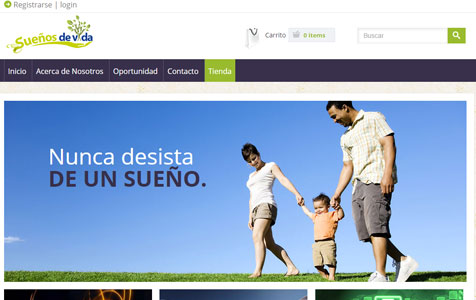 Registrarse | login
Sueños de vida
Carrito 0 items
Buscar
Inicio Acerca de Nosotros Oportunidad Contacto Tienda
Nunca desista
DE UN SUEÑO.